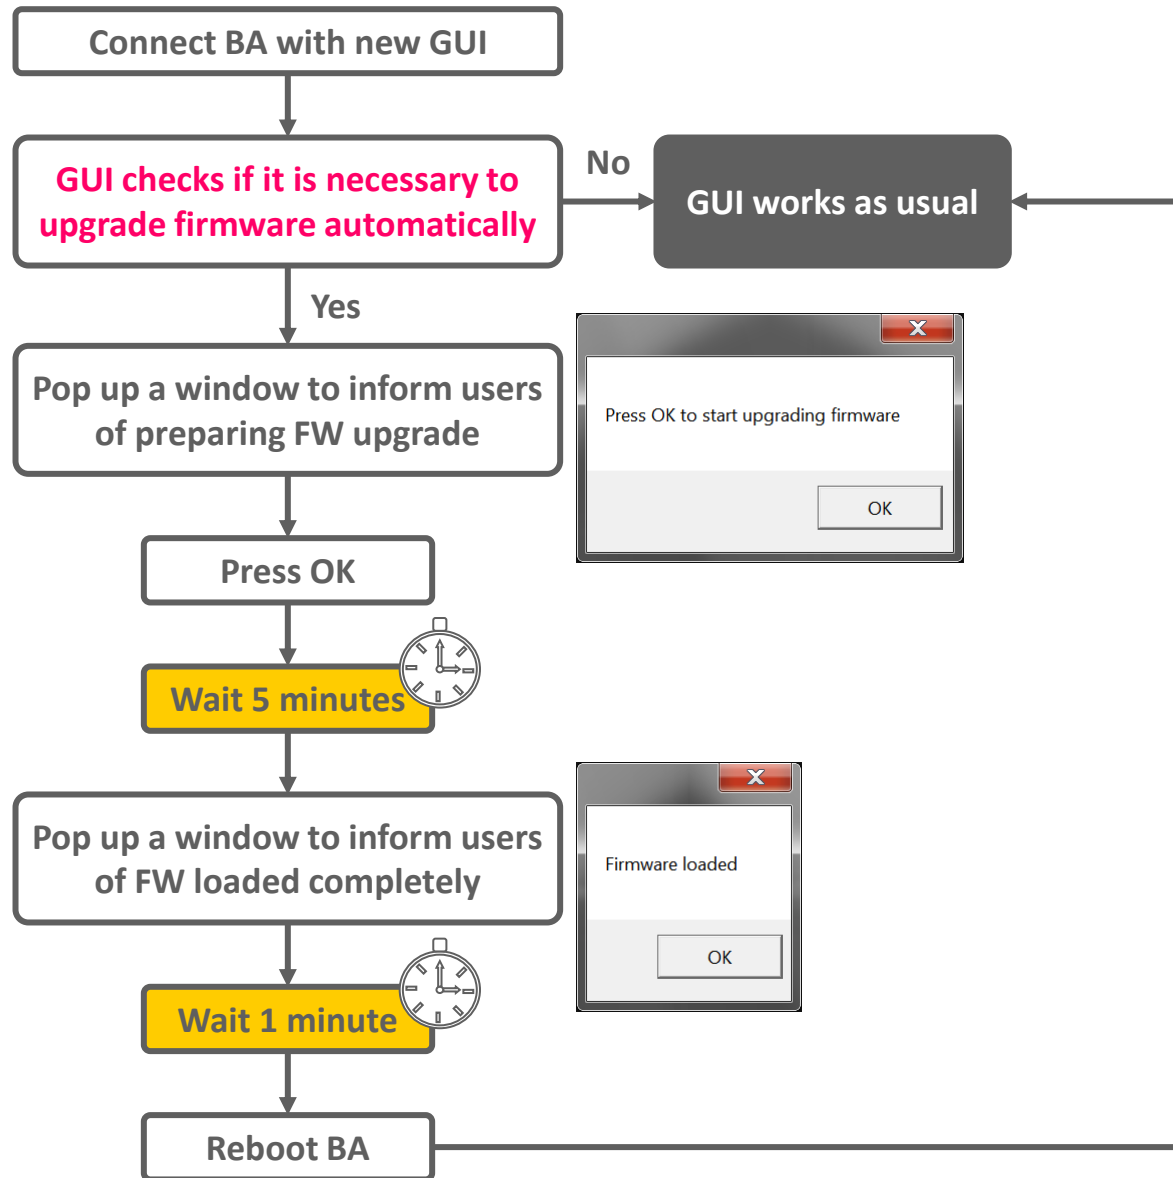 Connect BA with new GUI
GUI checks if it is necessary to
upgrade firmware automatically
No
GUI works as usual
Yes
Pop up a window to inform users
of preparing FW upgrade
X
Press OK to start upgrading firmware
OK
Press OK
Wait 5 minutes
Pop up a window to inform users
of FW loaded completely
X
Firmware loaded
OK
Wait 1 minute
Reboot BA